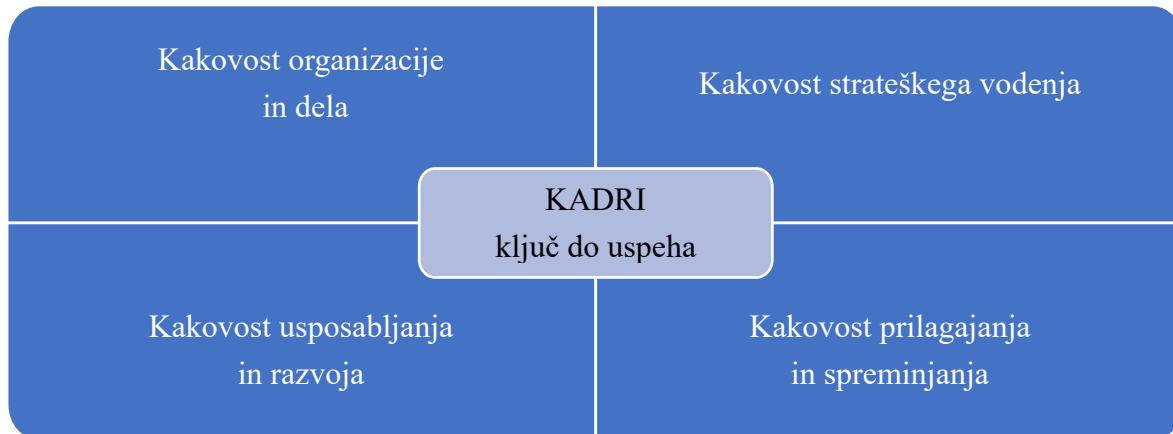 Kakovost organizacije
in dela
Kakovost strateškega vodenja
KADRI
ključ do uspeha
Kakovost usposabljanja
in razvoja
Kakovost prilagajanja
in spreminjanja